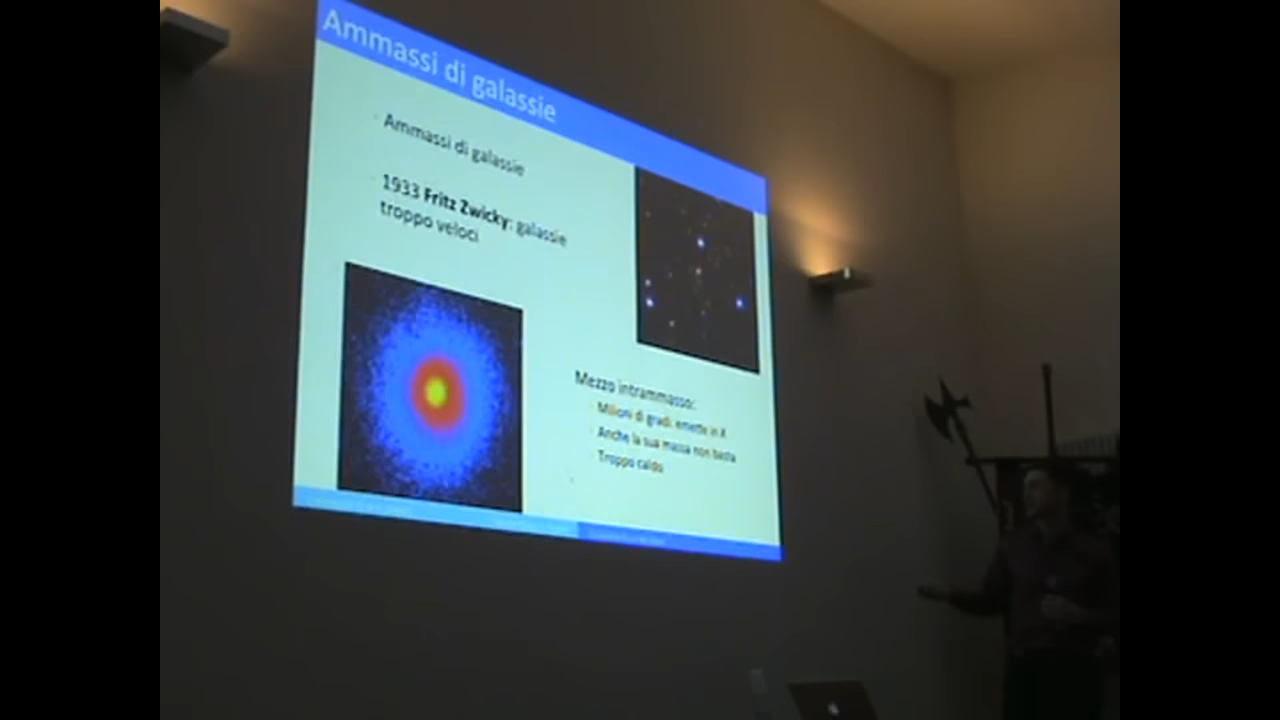 Ammassi di galassie
Ammassi di galassie
1933 Fritz Zwicky: galassie
troppo veloci
Mezzo intrammasso:
Milioni di gradi, emette in X
Anche la sua massa non basta
Troppo caldo